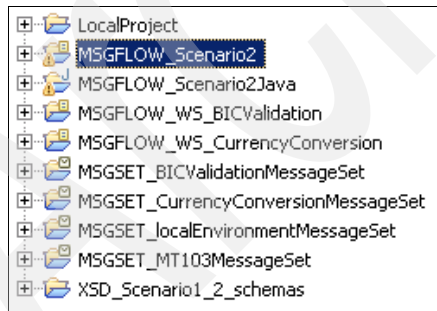 LocalProject
MSGFLOW_Scenario2
MSGFLOW_Scenario2Java
MSGFLOW_WS_BICValidation
MSGFLOW_WS_CurrencyConversion
MSGSET_BICValidationMessageSet
MSGSET_CurrencyConversionMessageSet
MSGSET_localEnvironmentMessageSet
MSGSET_MT103MessageSet
XSD_Scenario1_2_schemas